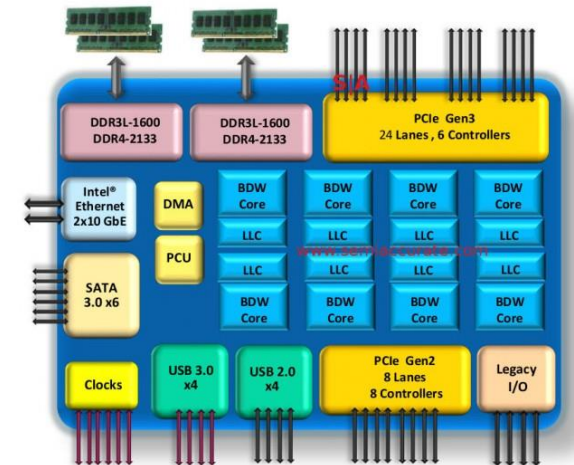 DDR3L-1600
DDR4-2133
DDR3L-1600
DDR4-2133
S|A
PCIe Gen3
24 Lanes , 6 Controllers
Intel®
Ethernet
2x10 GbE
DMA
PCU
SATA
3.0 x6
BDW
Core
BDW
Core
BDW
Core
BDW
Core
LLC
LLC
LLC
LLC
www.semiaccurate.com
LLC
LLC
LLC
LLC
BDW
Core
BDW
Core
BDW
Core
BDW
Core
Clocks
USB 3.0
x4
USB 2.0
x4
PCIe Gen2
8 Lanes
8 Controllers
Legacy
I/O